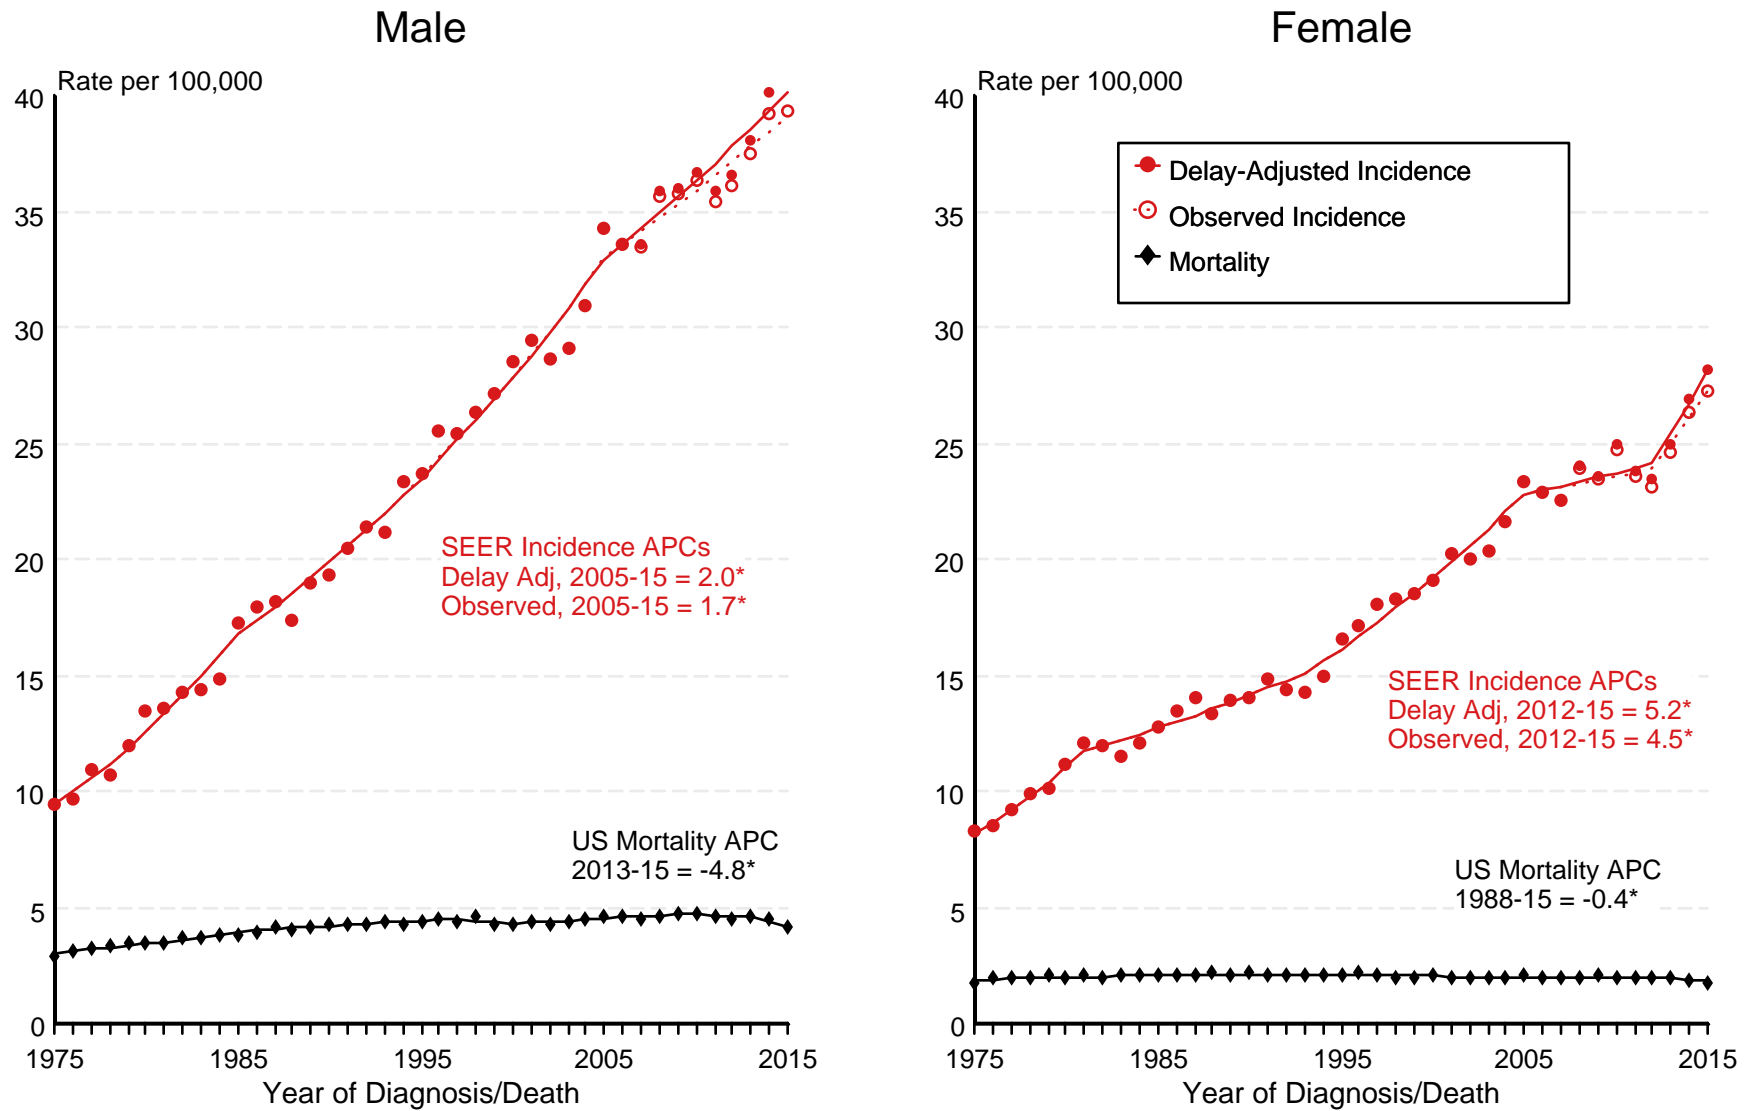 Male
Rate per 100,000
40
35
30
25
20
15
10
5
0
SEER Incidence APCs
Delay Adj, 2005-15 = 2.0*
Observed, 2005-15 = 1.7*
US Mortality APC
2013-15 = -4.8*
1975 1985 1995 2005 2015
Year of Diagnosis/Death
Female
Rate per 100,000
40
35
30
25
20
15
10
5
0
Delay-Adjusted Incidence
Observed Incidence
Mortality
SEER Incidence APCs
Delay Adj, 2012-15 = 5.2*
Observed, 2012-15 = 4.5*
US Mortality APC
1988-15 = -0.4*
1975 1985 1995 2005 2015
Year of Diagnosis/Death